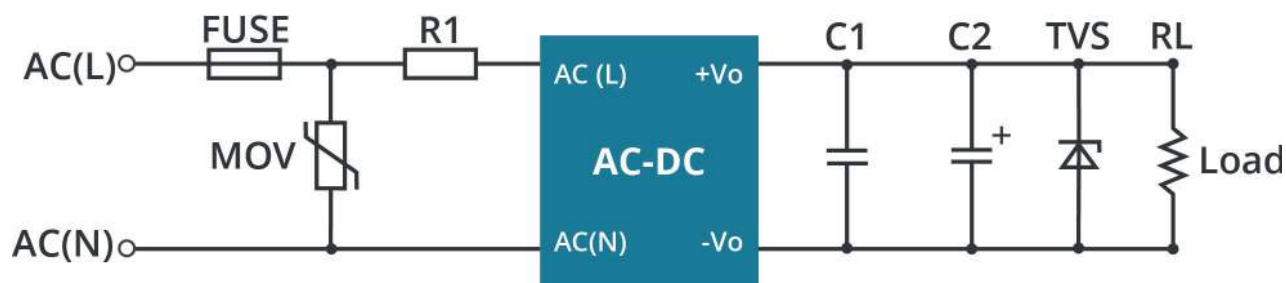 FUSE R1 C1 C2 TVS RL
AC(L) AC (L) +Vo
MOV AC-DC + Load
AC(N) AC(N) -Vo